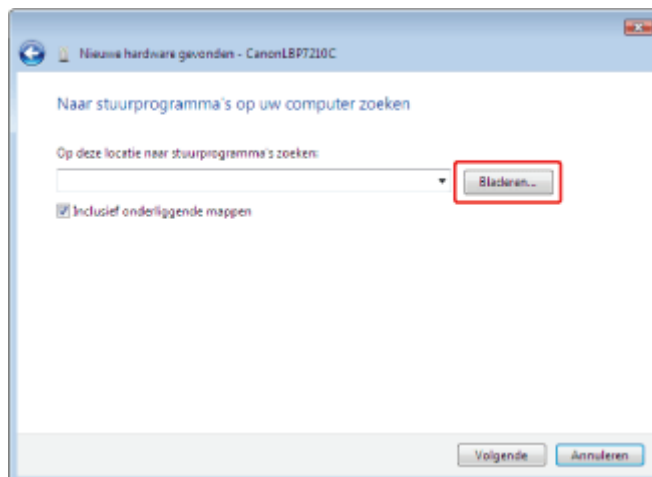 Nieuwe hardware gevonden - CanonLBP7210C
Naar stuurprogramma's op uw computer zoeken
Op deze locatie naar stuurprogramma's zoeken:
Bladeren...
Inclusief onderliggende mappen
Volgende Annuleren